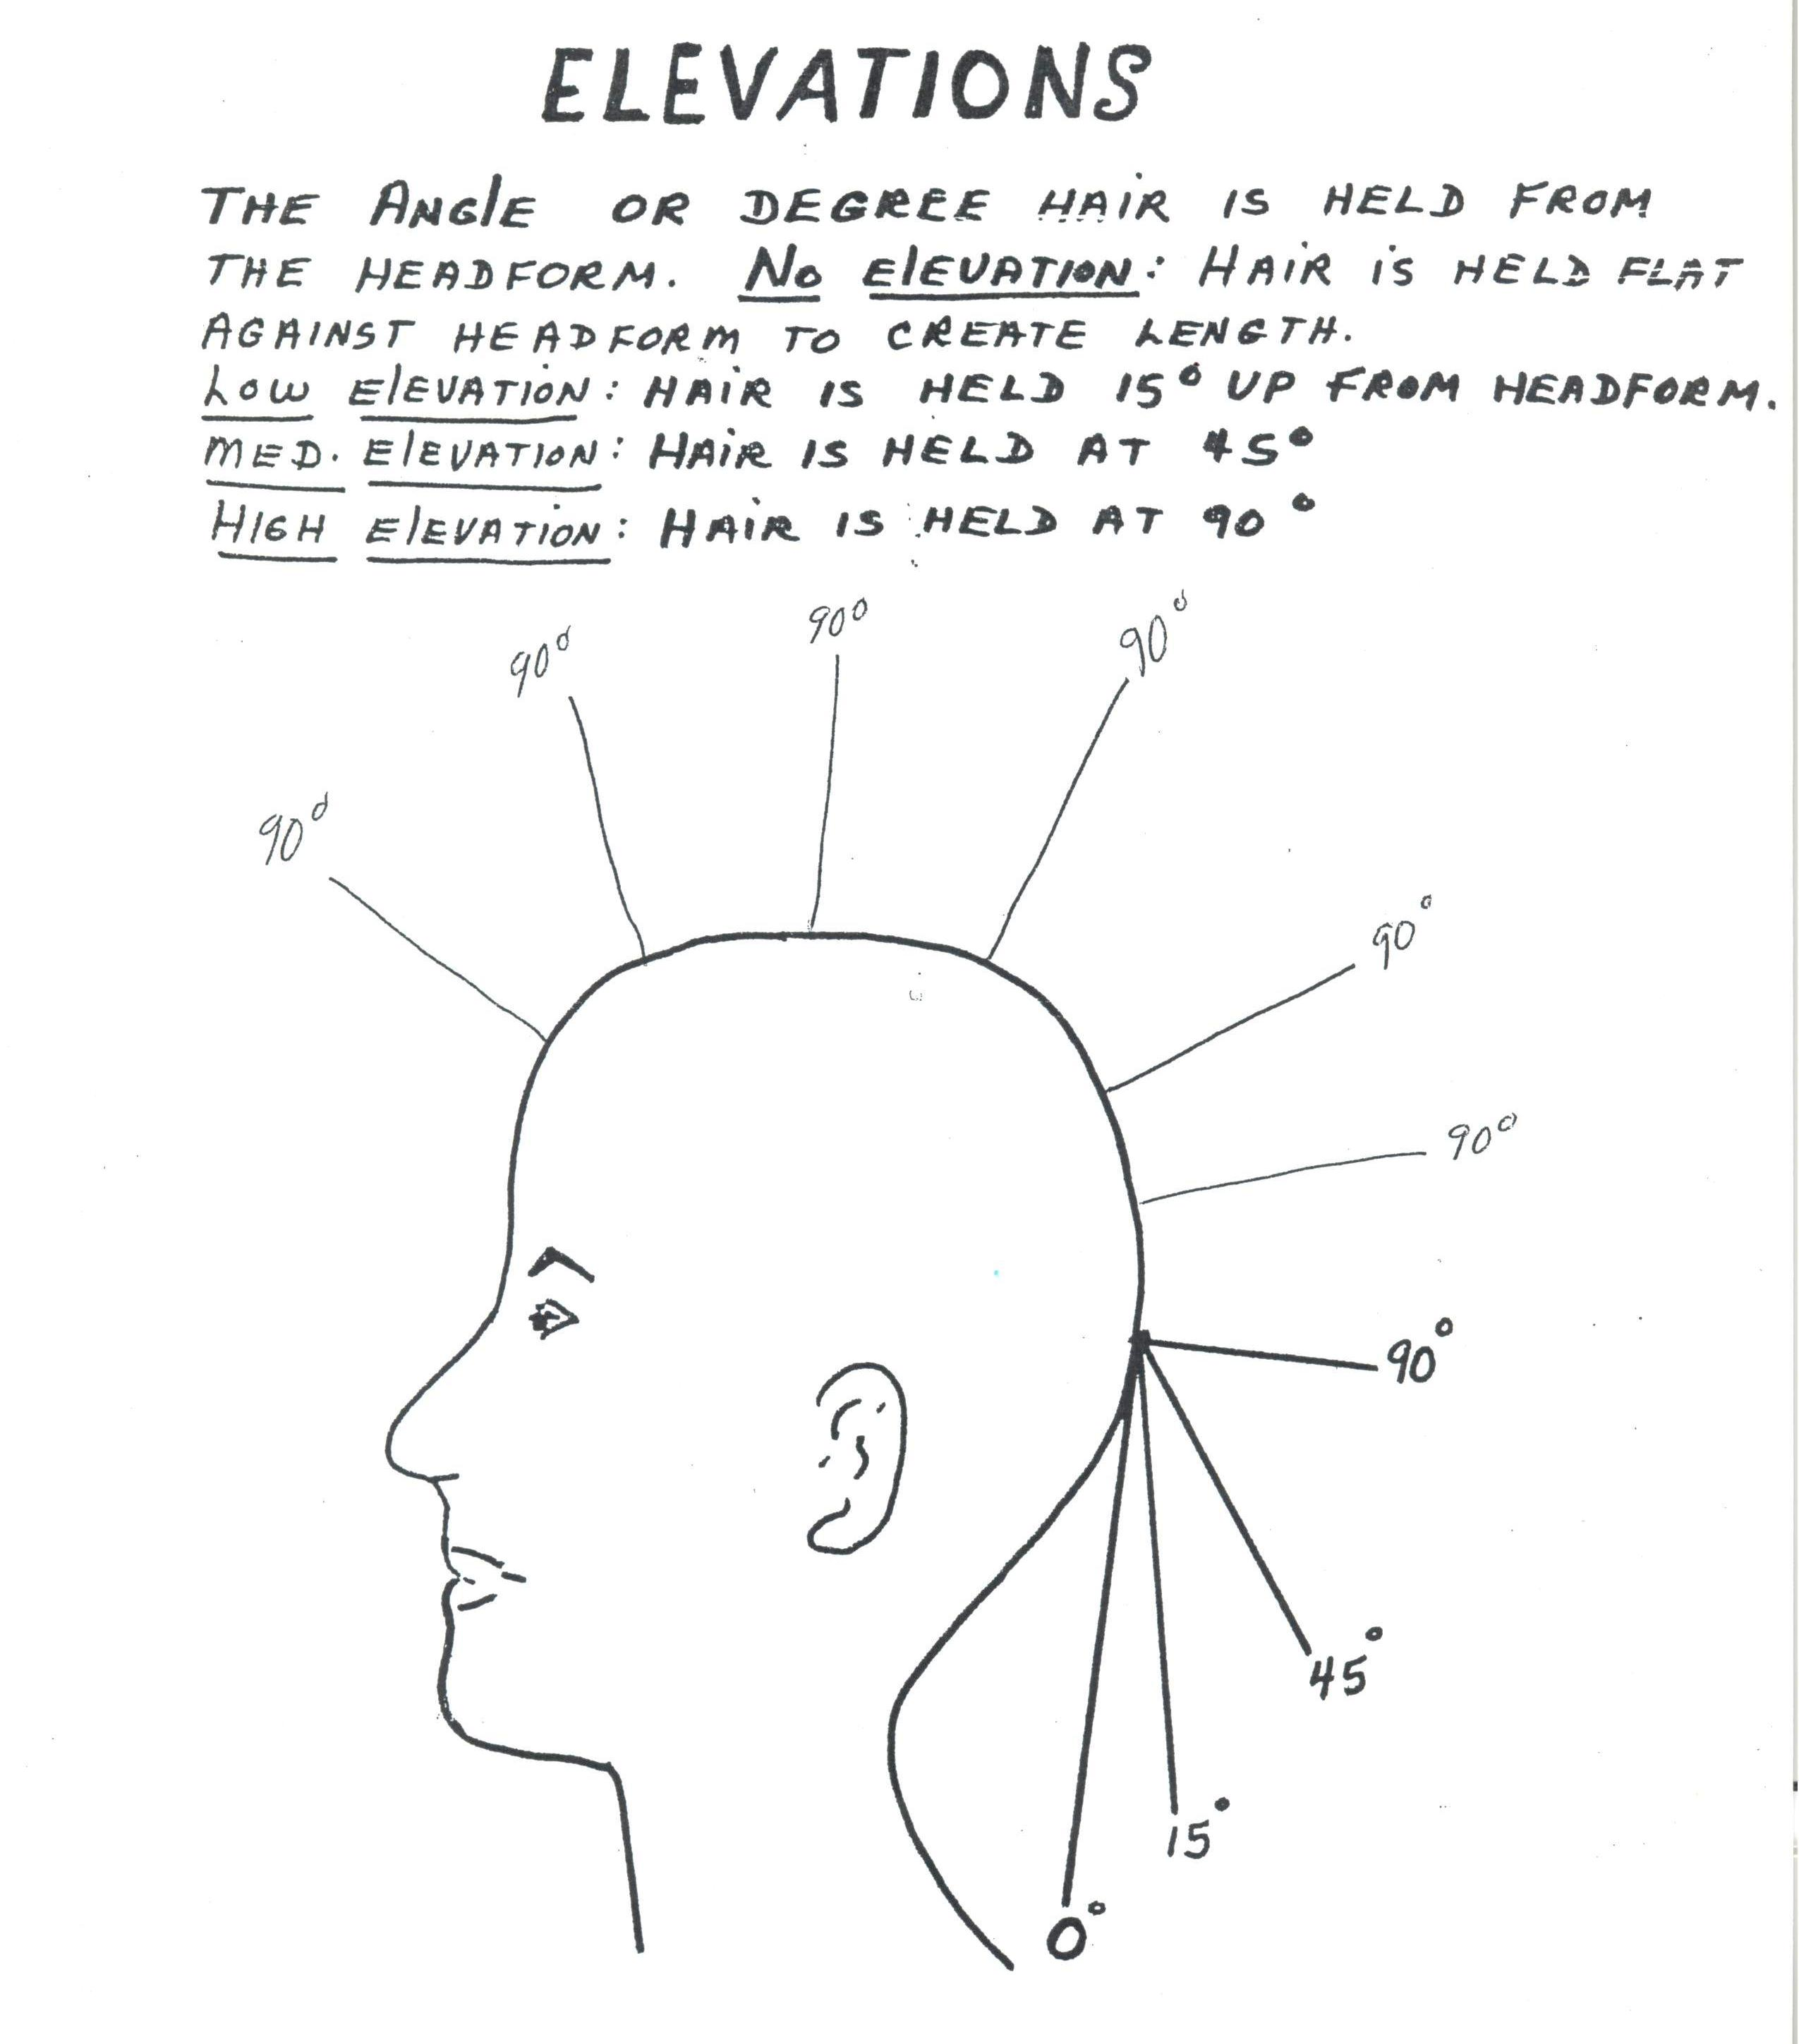 ELEVATIONS
THE ANGlE OR DEGREE HAiR IS HELD FROM
THE HEADFORM. No ElEVATION: HAiR iS HELD FLAT
AGAINST HEADFORM TO CREATE LENGTH.
LOW ElEVATiON: HAiR IS HELD 15° UP FROM HEADFORM.
MED. ElEVATiON: HAiR IS HELD AT 45°
HIGH ElEVATiON: HAiR IS HELD AT 90°
90°
90°
90°
90°
90°
90°
90°
45°
15°
0°